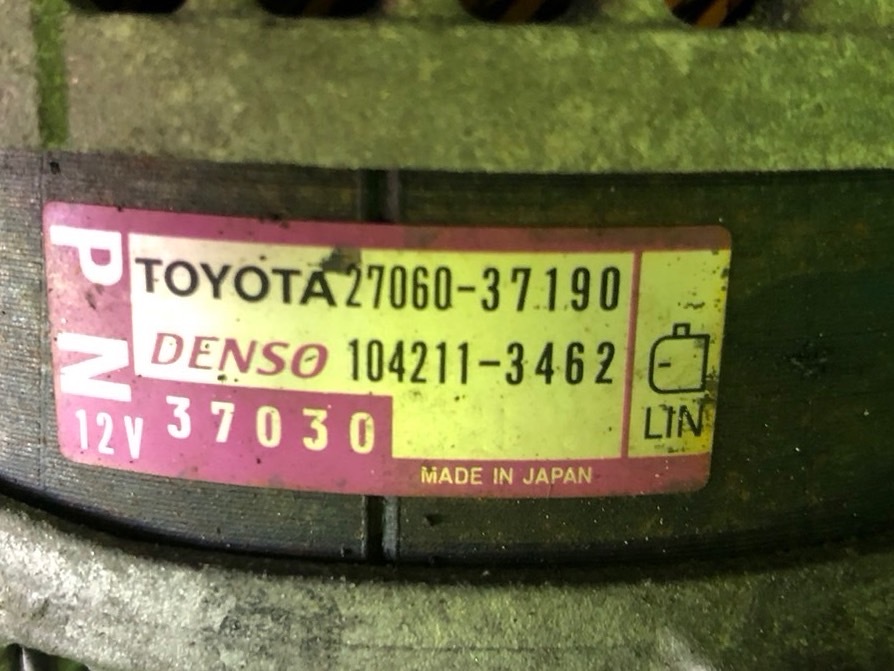 PN
TOYOTA 27060-37190
DENSO 104211-3462
12V 37030
LIN
MADE IN JAPAN